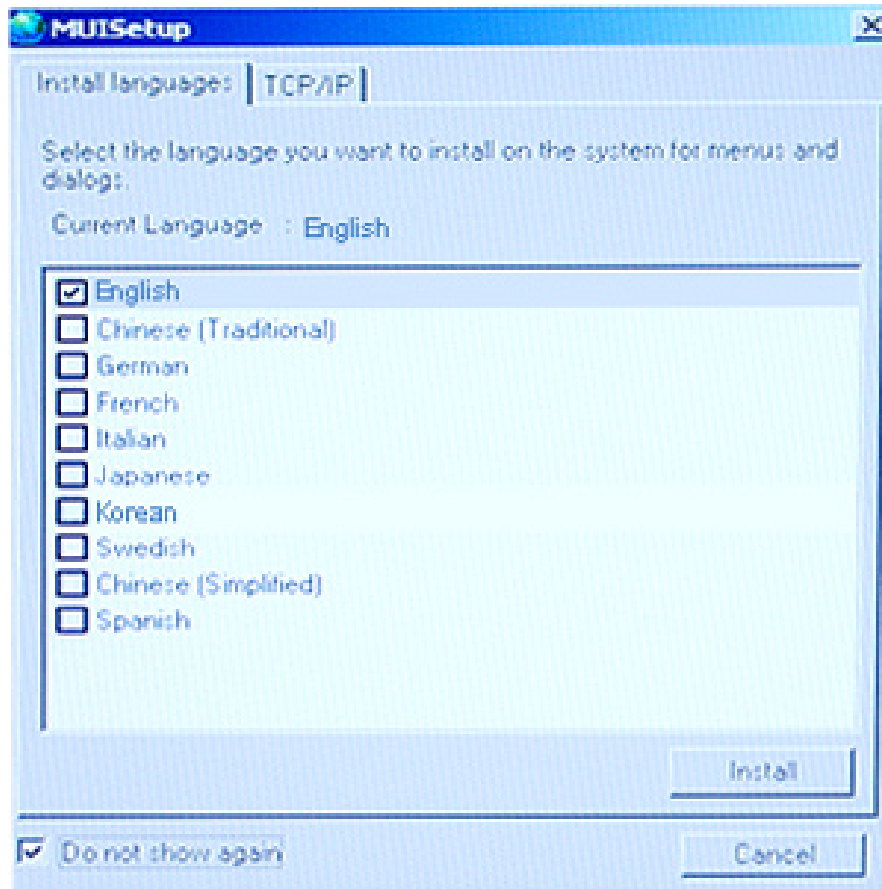 MUISetup
Install languages
TCP/IP
Select the language you want to install on the system for menus and
dialogs.
Current Language : English
English
Chinese (Traditional)
German
French
Italian
Japanese
Korean
Swedish
Chinese (Simplified)
Spanish
Install
Do not show again
Cancel